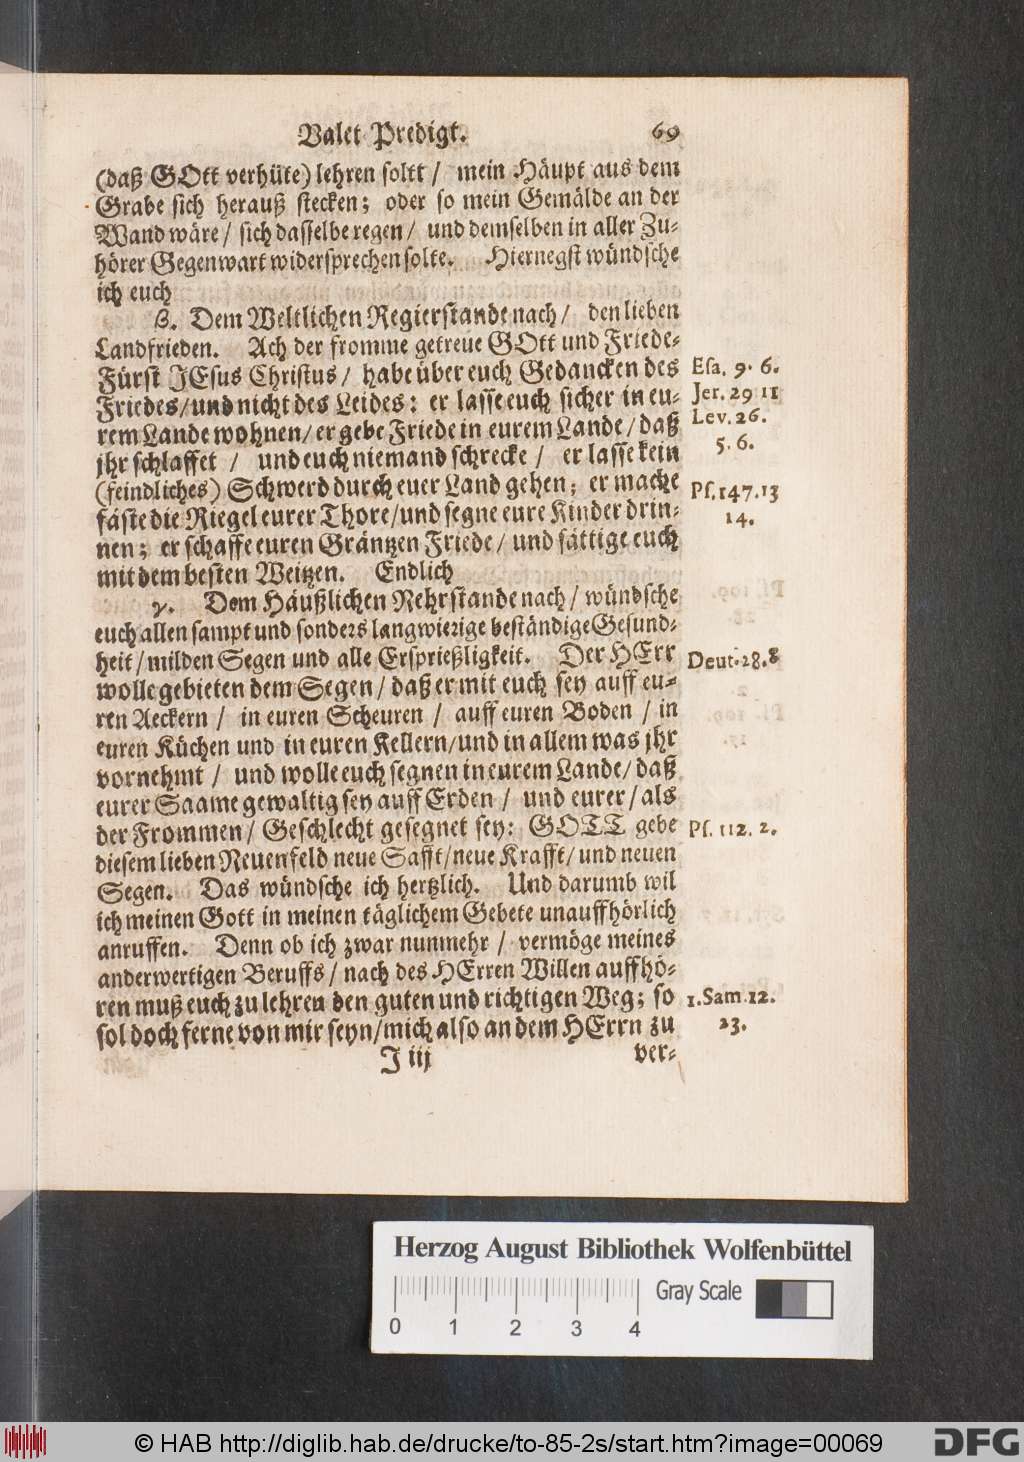 Valet Predigt. 69
(daß GOtt verhüte) lehren soltt / mein Häupt aus dem
Grabe sich herauß stecken; oder so mein Gemälde an der
Wand wäre / sich dasselbe regen / und demselben in aller Zu-
hörer Gegenwart widersprechen solte. Hiernegst wündsche
ich euch
β. Dem Weltlichen Regierstande nach / den lieben
Landfrieden. Ach der fromme getreue GOtt und Friede-
Fürst JEsus Christus / habe über euch Gedancken des
Friedes / und nicht des Leides: er lasse euch sicher in eu-
rem Lande wohnen / er gebe Friede in eurem Lande / daß
jhr schlaffet / und euch niemand schrecke / er lasse kein
(feindliches) Schwerd durch euer Land gehen; er mache
fäste die Riegel eurer Thore / und segne eure Kinder drin-
nen; er schaffe euren Gräntzen Friede / und sättige euch
mit dem besten Weitzen. Endlich
γ. Dem Häußlichen Nehrstande nach / wündsche
euch allen sampt und sonders langwierige beständige Gesund-
heit / milden Segen und alle Ersprießligkeit. Der HErr
wolle gebieten dem Segen / daß er mit euch sey auff eu-
ren Aeckern / in euren Scheuren / auff euren Boden / in
euren Küchen und in euren Kellern / und in allem was jhr
vornehmt / und wolle euch segnen in eurem Lande / daß
eurer Saame gewaltig sey auff Erden / und eurer / als
der Frommen / Geschlecht gesegnet sey: GOTT gebe
diesem lieben Neuenfeld neue Safft / neue Krafft / und neuen
Segen. Das wündsche ich hertzlich. Und darumb wil
ich meinen Gott in meinen täglichem Gebete unauffhörlich
anruffen. Denn ob ich zwar nunmehr / vermöge meines
anderwertigen Beruffs / nach des HErren Willen auffhö-
ren muß euch zu lehren den guten und richtigen Weg; so
sol doch ferne von mir seyn / mich also an dem HErrn zu
J iij ver-
Esa. 9. 6.
Jer. 29 11
Lev. 26.
5. 6.
Ps. 147. 13
14.
Deut. 28. 8
Ps. 112. 2.
1. Sam. 12.
23.
Herzog August Bibliothek Wolfenbüttel
Gray Scale
0 1 2 3 4
© HAB http://diglib.hab.de/drucke/to-85-2s/start.htm?image=00069
DFG